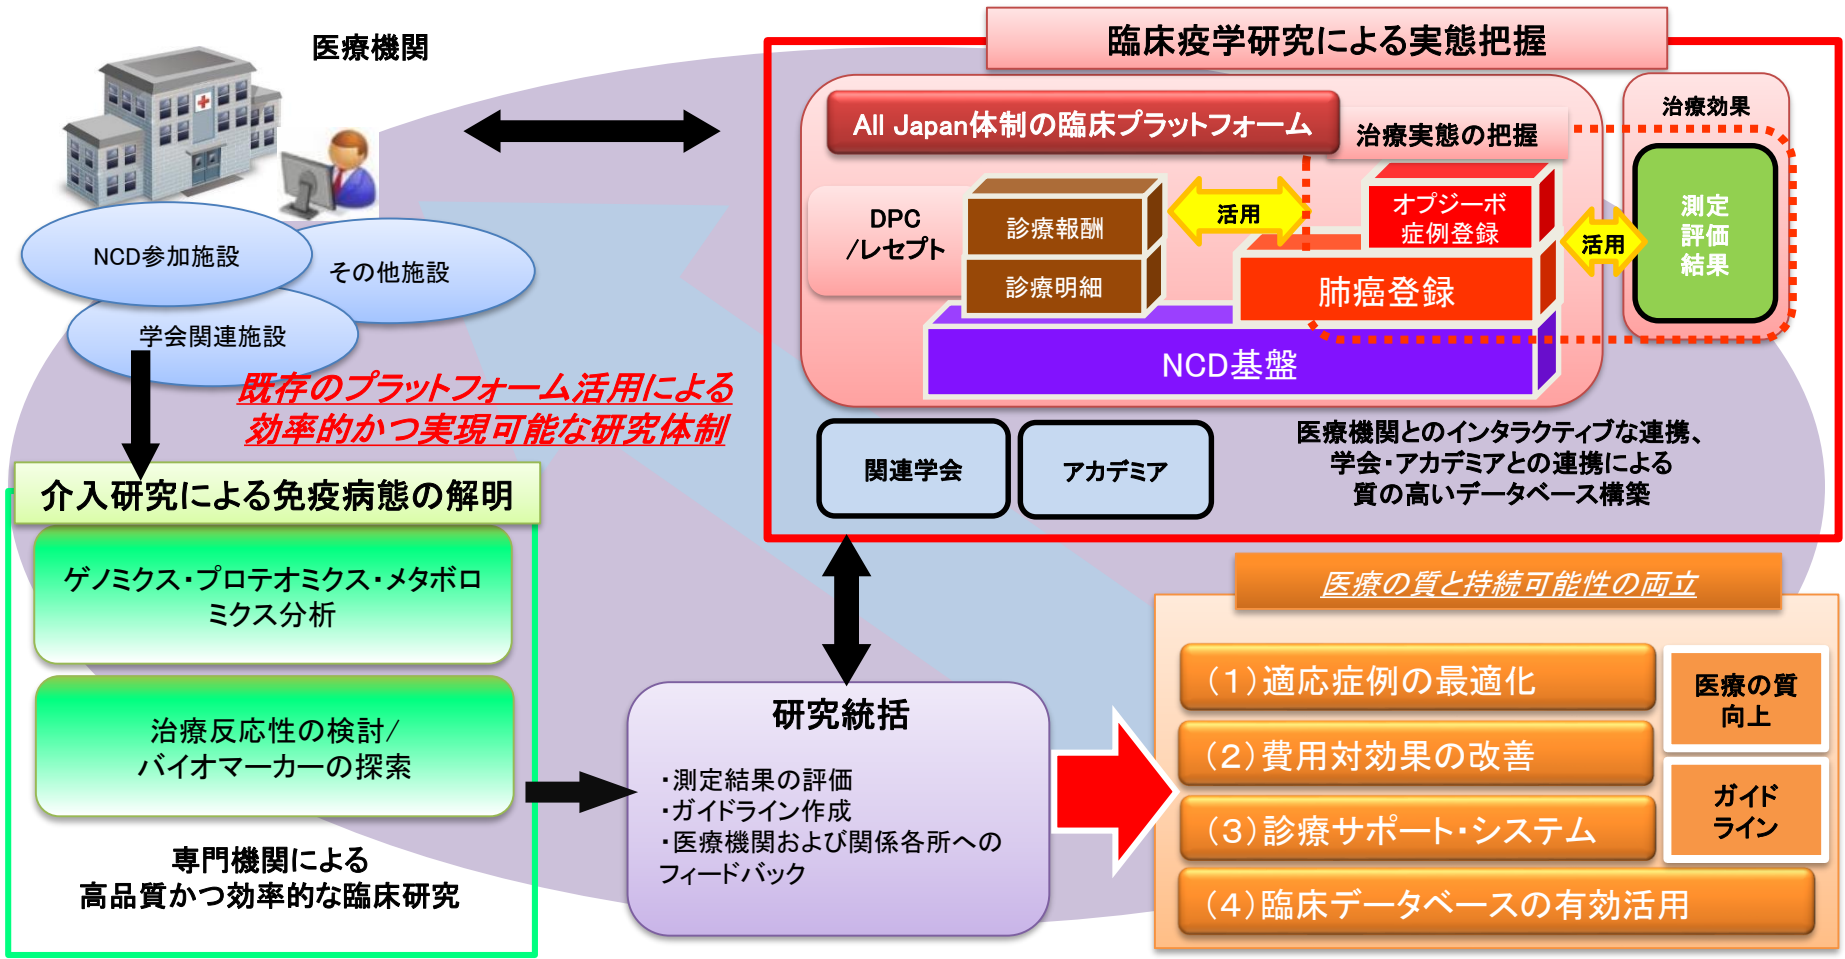 医療機関
NCD参加施設
その他施設
学会関連施設
既存のプラットフォーム活用による
効率的かつ実現可能な研究体制
臨床疫学研究による実態把握
All Japan体制の臨床プラットフォーム
治療実態の把握
治療効果
DPC
/レセプト
診療報酬
診療明細
活用
オプジーボ
症例登録
肺癌登録
NCD基盤
活用
測定
評価
結果
関連学会
アカデミア
医療機関とのインタラクティブな連携、
学会・アカデミアとの連携による
質の高いデータベース構築
介入研究による免疫病態の解明
ゲノミクス・プロテオミクス・メタボロ
ミクス分析
治療反応性の検討/
バイオマーカーの探索
専門機関による
高品質かつ効率的な臨床研究
研究統括
・測定結果の評価
・ガイドライン作成
・医療機関および関係各所への
フィードバック
医療の質と持続可能性の両立
（１）適応症例の最適化
（２）費用対効果の改善
（３）診療サポート・システム
（４）臨床データベースの有効活用
医療の質
向上
ガイド
ライン